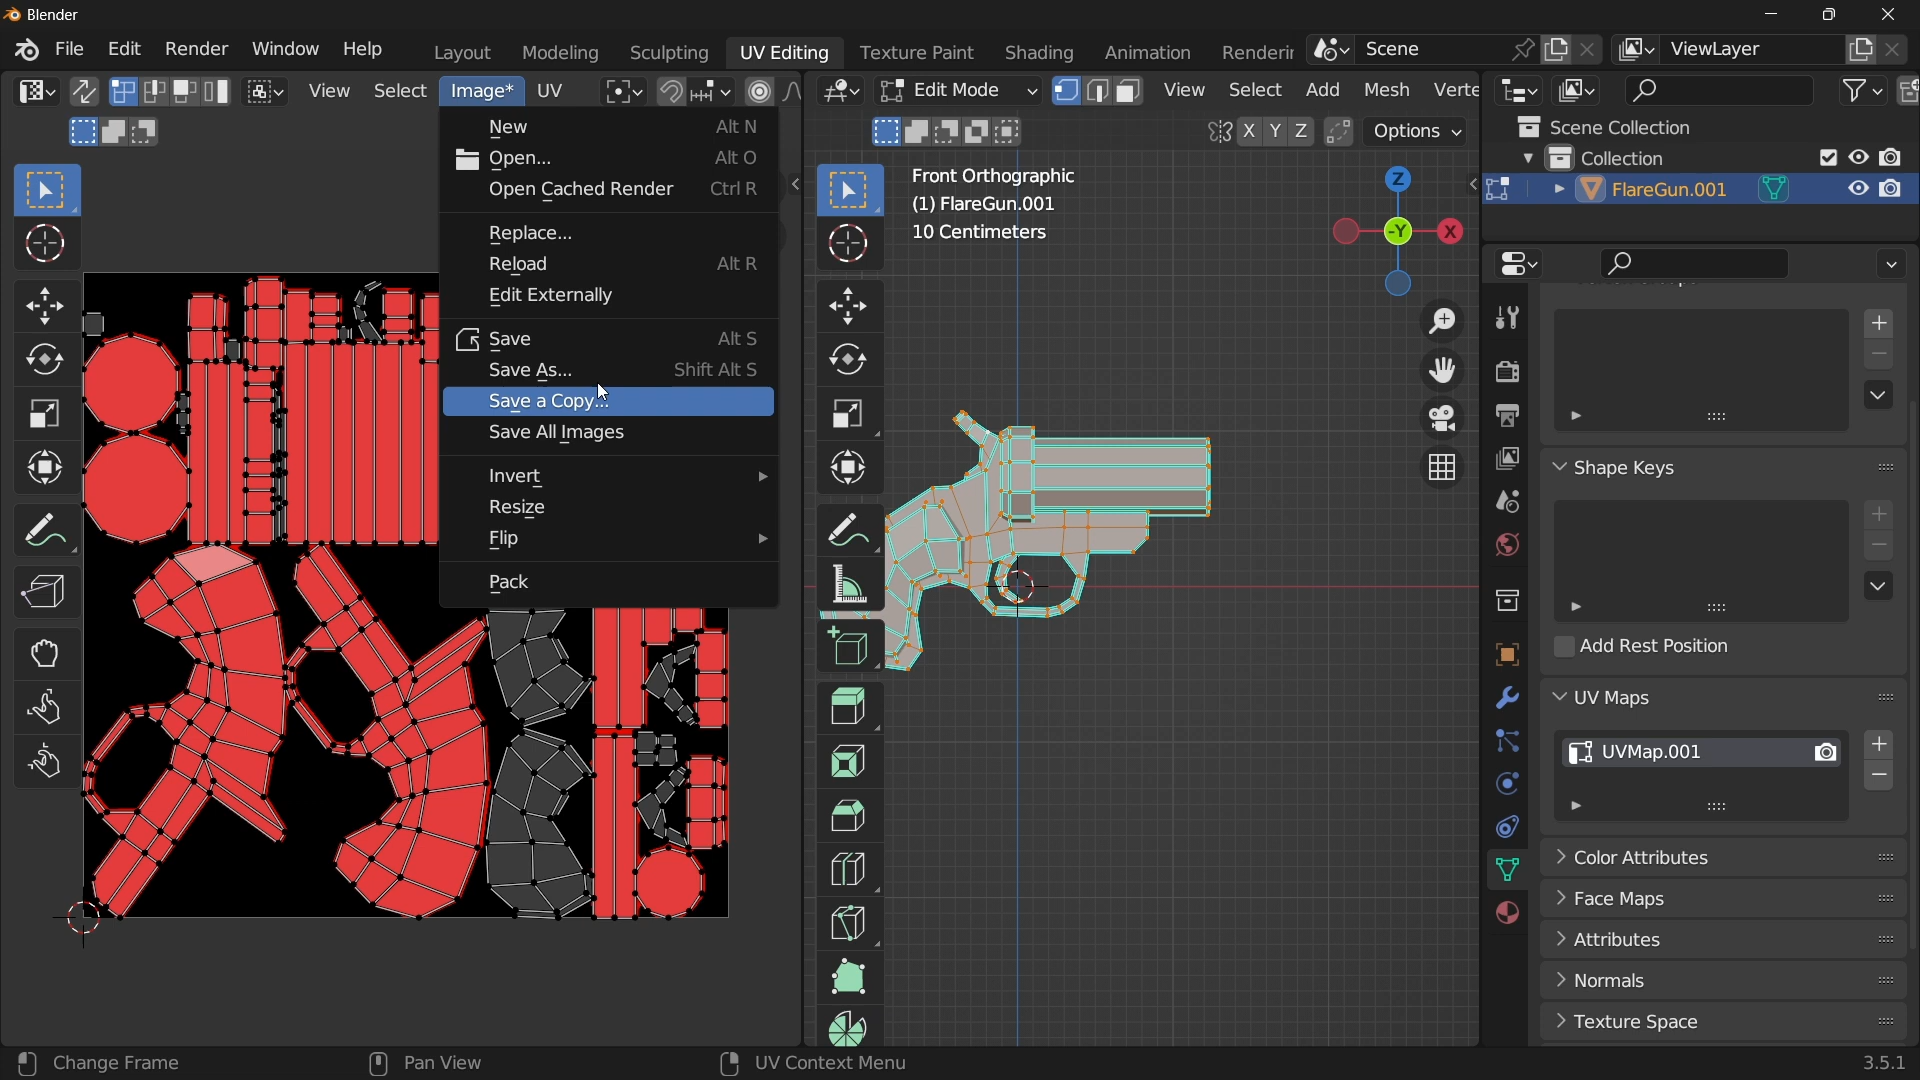 Blender
File Edit Render Window Help
Layout Modeling Sculpting UV Editing Texture Paint Shading Animation Renderin
Scene ViewLayer
View Select Image* UV
Edit Mode View Select Add Mesh Verte
X Y Z Options
New Alt N
Open... Alt O
Open Cached Render Ctrl R
Replace...
Reload Alt R
Edit Externally
Save Alt S
Save As... Shift Alt S
Save a Copy...
Save All Images
Invert
Resize
Flip
Pack
Front Orthographic
(1) FlareGun.001
10 Centimeters
Z
-Y
X
Scene Collection
Collection
FlareGun.001
Shape Keys
Add Rest Position
UV Maps
UVMap.001
Color Attributes
Face Maps
Attributes
Normals
Texture Space
Change Frame Pan View UV Context Menu 3.5.1